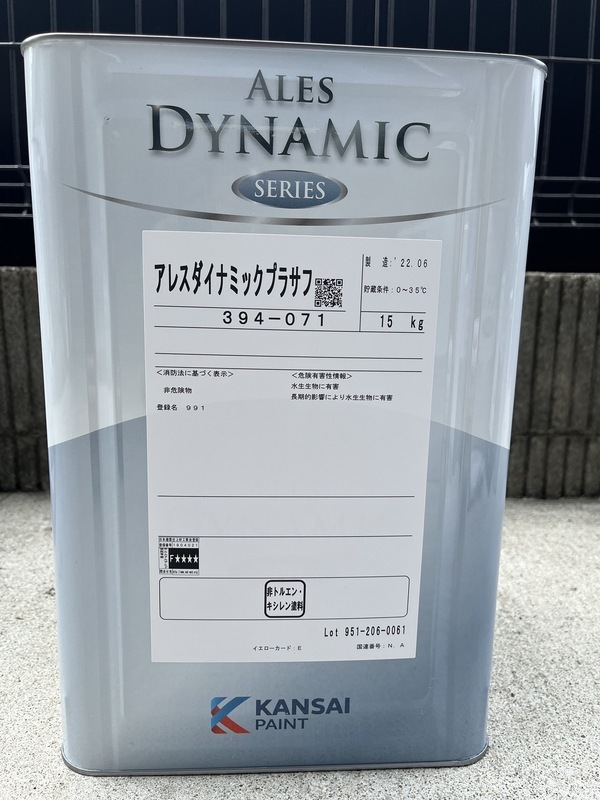 ALES
DYNAMIC
SERIES
アレスダイナミックプラサフ
394-071
製 造:'22.06
貯蔵条件:0～35℃
15 kg
＜消防法に基づく表示＞
非危険物
登録名 991
＜危険有害性情報＞
水生生物に有害
長期的影響により水生生物に有害
F★★★★
非トルエン・
キシレン塗料
Lot 951-206-0061
イエローカード:E
国連番号:N. A
KANSAI
PAINT